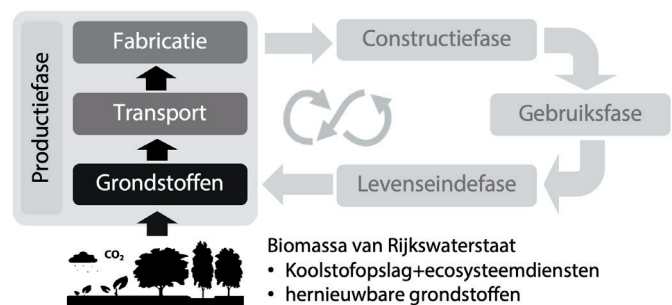 Productiefase
Fabricatie
Transport
Grondstoffen
Constructiefase
Gebruiksfase
Levenseindefase
CO₂
Biomassa van Rijkswaterstaat
• Koolstofopslag+ecosysteemdiensten
• hernieuwbare grondstoffen